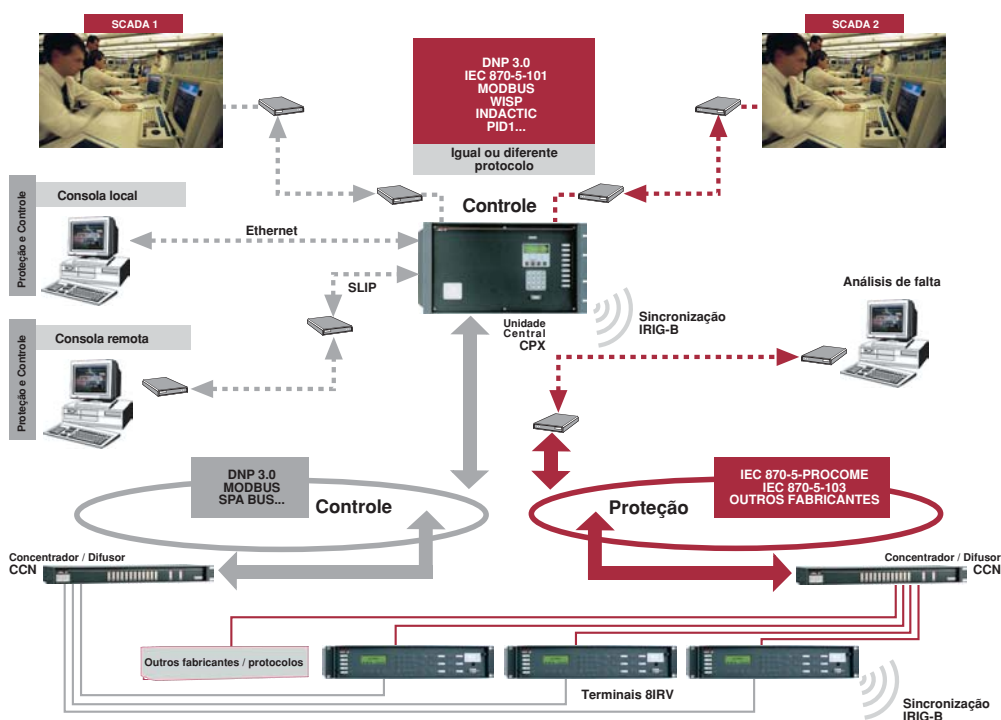 SCADA 1
SCADA 2
DNP 3.0
IEC 870-5-101
MODBUS
WISP
INDACTIC
PID1...
Igual ou diferente
protocolo
Proteção e Controle
Consola local
Controle
Ethernet
SLIP
Análisis de falta
Sincronização
IRIG-B
Unidade
Central
CPX
Proteção e Controle
Consola remota
DNP 3.0
MODBUS
SPA BUS...
Controle
IEC 870-5-PROCOME
IEC 870-5-103
OUTROS FABRICANTES
Proteção
Concentrador / Difusor
CCN
Concentrador / Difusor
CCN
Outros fabricantes / protocolos
Terminais 8IRV
Sincronização
IRIG-B